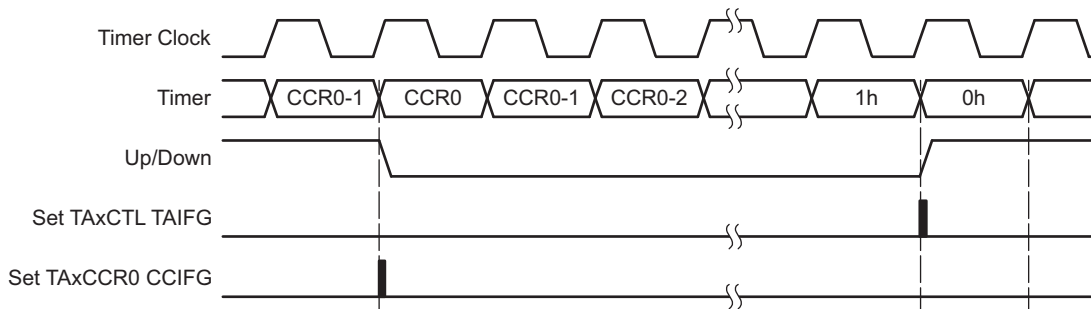 Timer Clock
Timer CCR0-1 CCR0 CCR0-1 CCR0-2 1h 0h
Up/Down
Set TAxCTL TAIFG
Set TAxCCR0 CCIFG